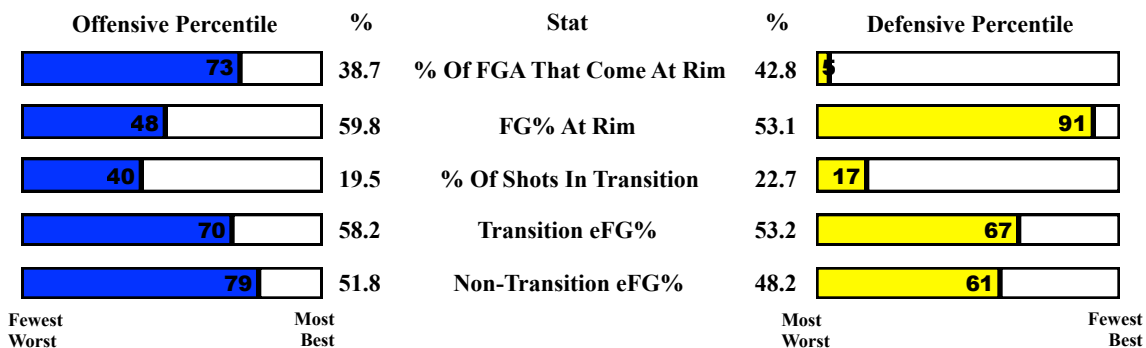 Offensive Percentile % Stat % Defensive Percentile
73 38.7 % Of FGA That Come At Rim 42.8 5
48 59.8 FG% At Rim 53.1 91
40 19.5 % Of Shots In Transition 22.7 17
70 58.2 Transition eFG% 53.2 67
79 51.8 Non-Transition eFG% 48.2 61
Fewest Most Most Fewest
Worst Best Worst Best